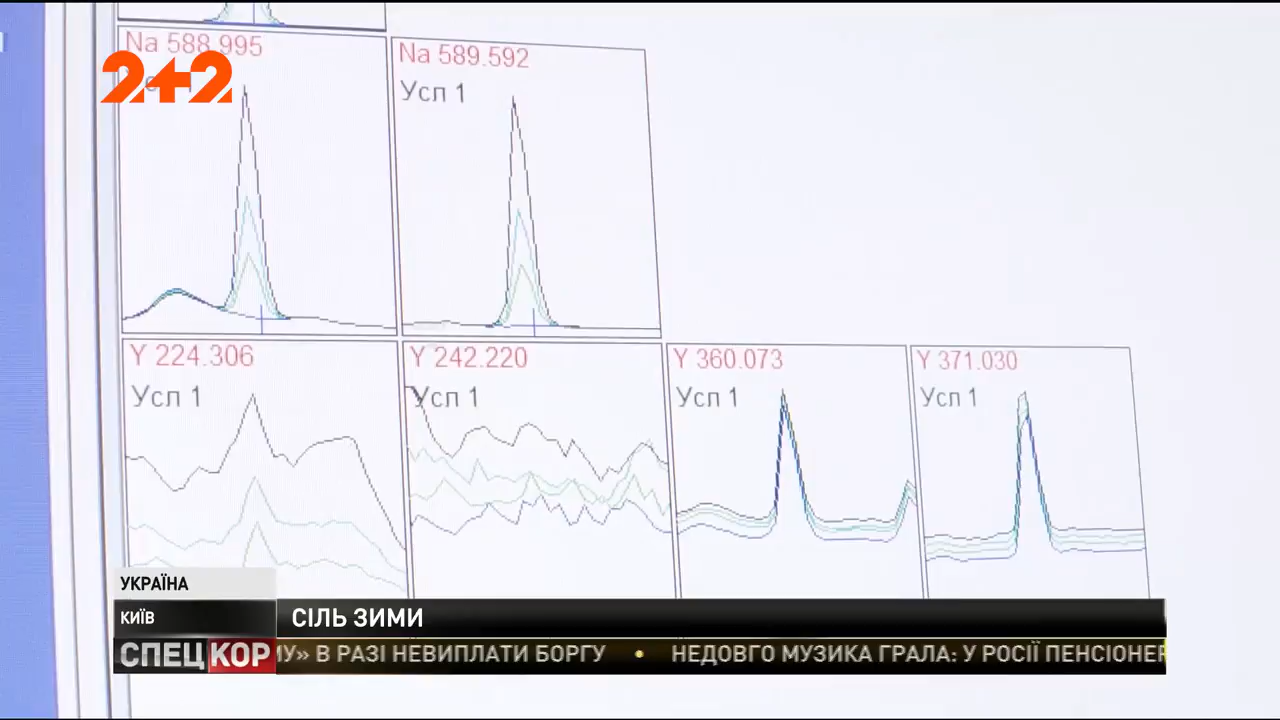 Na 588.995
Na 589.592
2+2
Усп 1
Y 224.306
Y 242.220
Y 360.073
Y 371.030
Усп 1
Усп 1
Усп 1
Усп 1
УКРАЇНА
КИЇВ
СІЛЬ ЗИМИ
СПЕЦКОР
В РАЗІ НЕВИПЛАТИ БОРГУ • НЕДОВГО МУЗИКА ГРАЛА: У РОСІЇ